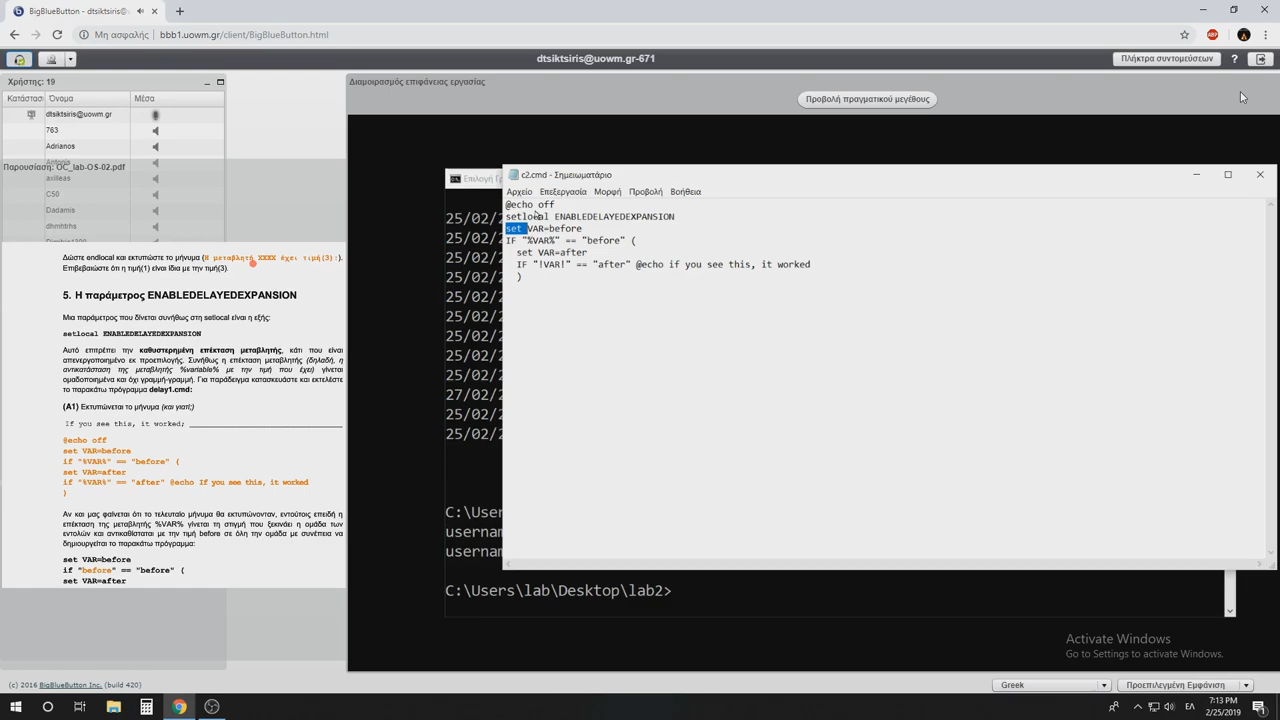 BigBlueButton - dtsiktsiris@
Μη ασφαλής
bbb1.uowm.gr/client/BigBlueButton.html
dtsiktsiris@uowm.gr-671
Πλήκτρα συντομεύσεων
?
Χρήστης: 19
Κατάστασ
Όνομα
Μέσα
dtsiktsiris@uowm.gr
763
Adrianos
Antonis
Παρουσίαση: OC_lab-OS-02.pdf
axilleas
C50
Dadamis
dhmhtrhs
Δώστε endlocal και εκτυπώστε το μήνυμα (Η μεταβλητή XXXX έχει τιμή(3):).
Επιβεβαιώστε ότι η τιμή(1) είναι ίδια με την τιμή(3).
5. Η παράμετρος ENABLEDELAYEDEXPANSION
Μια παράμετρος που δίνεται συνήθως στη setlocal είναι η εξής:
setlocal ENABLEDELAYEDEXPANSION
Αυτό επιτρέπει την καθυστερημένη επέκταση μεταβλητής, κάτι που είναι
απενεργοποιημένο εκ προεπιλογής. Συνήθως η επέκταση μεταβλητής (δηλαδή, η
αντικατάσταση της μεταβλητής %variable% με την τιμή που έχει) γίνεται
ομαδοποιημένα και όχι γραμμή-γραμμή. Για παράδειγμα κατασκευάστε και εκτελέστε
το παρακάτω πρόγραμμα delay1.cmd:
(A1) Εκτυπώνεται το μήνυμα (και γιατί;)
If you see this, it worked;
@echo off
set VAR=before
if "%VAR%" == "before" (
set VAR=after
if "%VAR%" == "after" @echo If you see this, it worked
)
Αν και μας φαίνεται ότι το τελευταίο μήνυμα θα εκτυπώνονταν, εντούτοις επειδή η
επέκταση της μεταβλητής %VAR% γίνεται τη στιγμή που ξεκινάει η ομάδα των
εντολών και αντικαθίσταται με την τιμή before σε όλη την ομάδα με συνέπεια να
δημιουργείται το παρακάτω πρόγραμμα:
set VAR=before
if "before" == "before" (
set VAR=after
Διαμοιρασμός επιφάνειας εργασίας
Προβολή πραγματικού μεγέθους
Επιλογή Γρ
25/02/2
25/02/2
25/02/2
25/02/2
25/02/2
25/02/2
25/02/2
25/02/2
25/02/2
27/02/2
25/02/2
25/02/2
C:\User
usernam
usernam
C:\Users\lab\Desktop\lab2>
c2.cmd - Σημειωματάριο
Αρχείο Επεξεργασία Μορφή Προβολή Βοήθεια
@echo off
setlocal ENABLEDELAYEDEXPANSION
set VAR=before
IF "%VAR%" == "before" (
set VAR=after
IF "!VAR!" == "after" @echo if you see this, it worked
)
Activate Windows
Go to Settings to activate Windows.
© 2016 BigBlueButton Inc. (build 420)
Greek
Προεπιλεγμένη Εμφάνιση
ΕΛ
7:13 PM
2/25/2019